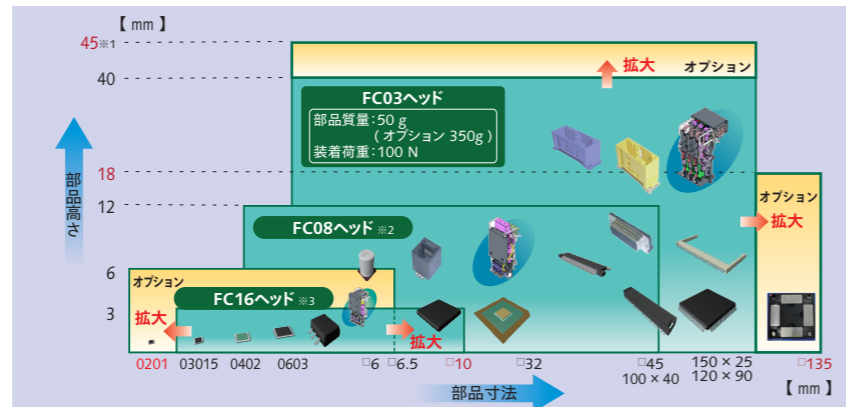 【 mm 】
45※1
40
拡大
オプション
FC03ヘッド
部品質量:50 g
( オプション 350g )
装着荷重:100 N
部品高さ
18
12
オプション
拡大
FC08ヘッド ※2
6
オプション
FC16ヘッド ※3
3
拡大
拡大
0201 03015 0402 0603 □6 □6.5 □10 □32 □45 150 × 25 □135
100 × 40 120 × 90
部品寸法
【 mm 】